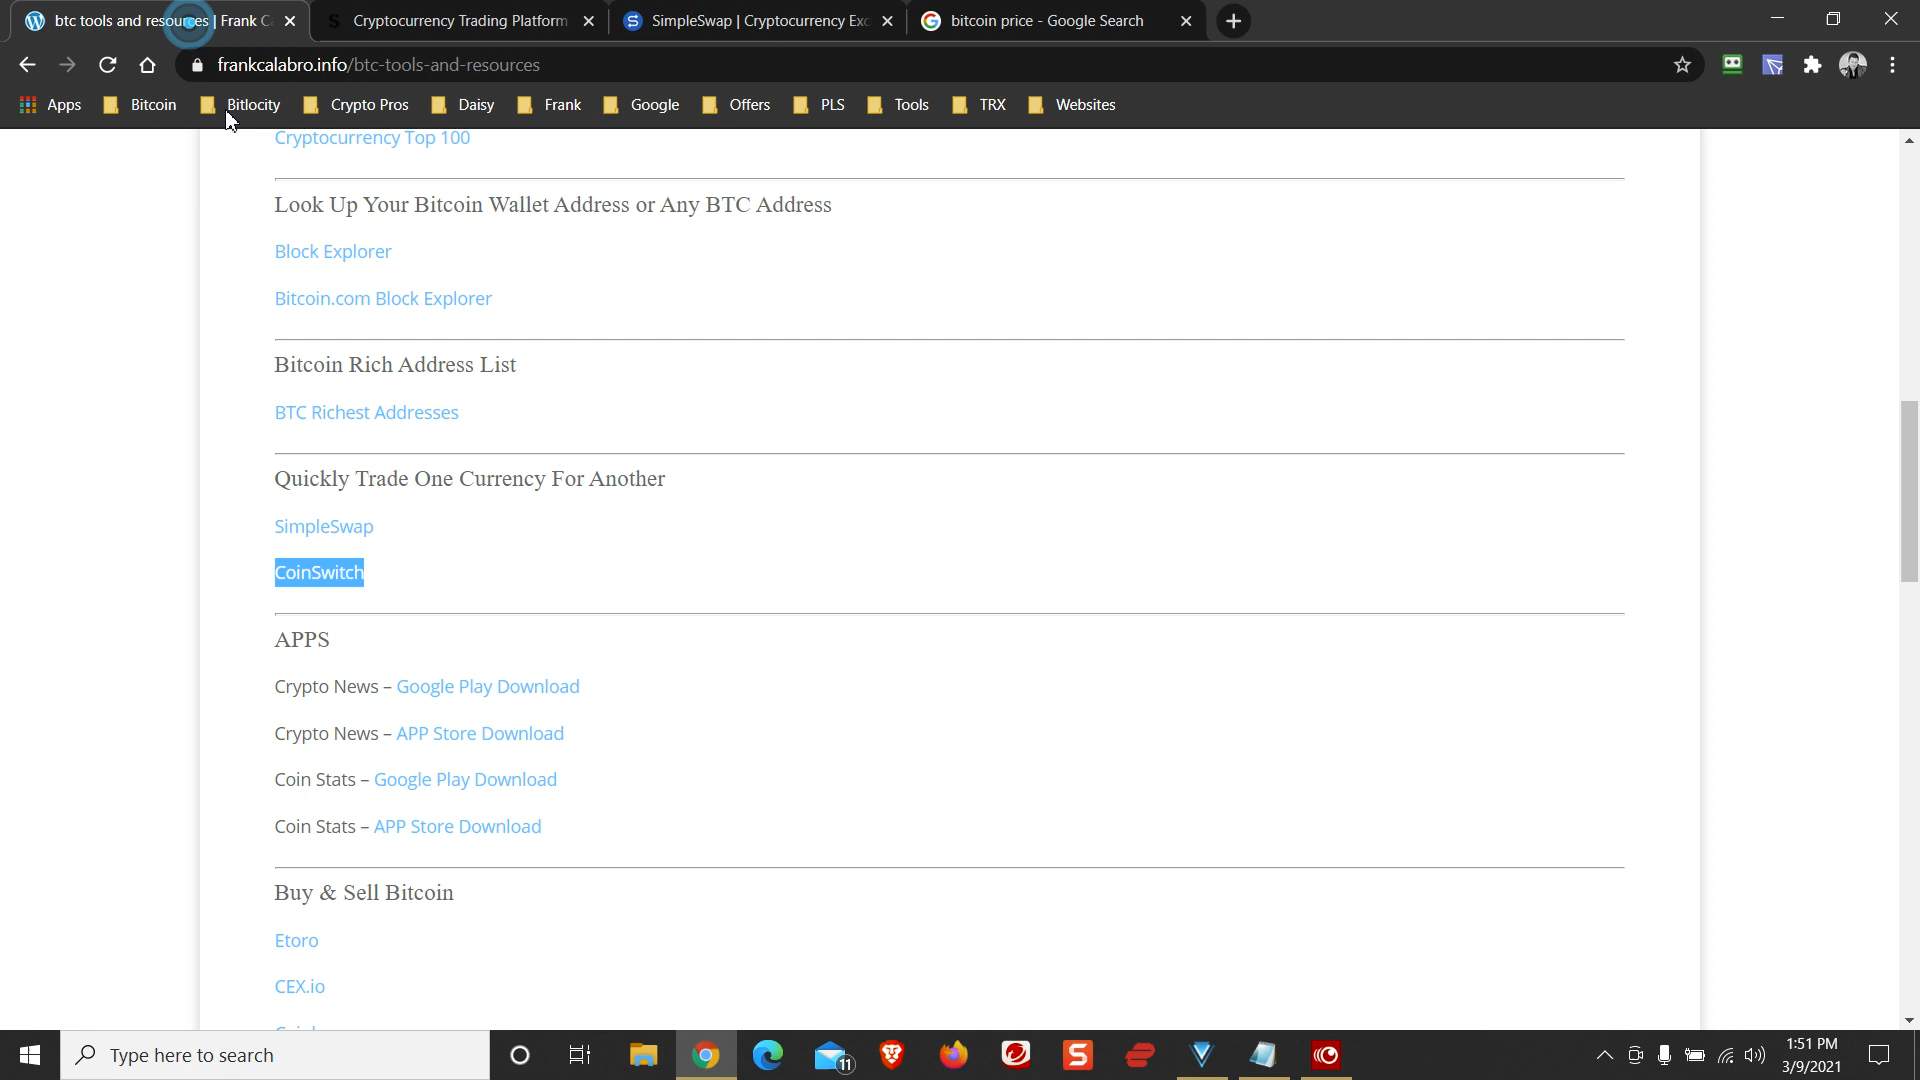 btc tools and resources | Frank Ca
Cryptocurrency Trading Platform
SimpleSwap | Cryptocurrency Exc
bitcoin price - Google Search
frankcalabro.info/btc-tools-and-resources
Apps
Bitcoin
Bitlocity
Crypto Pros
Daisy
Frank
Google
Offers
PLS
Tools
TRX
Websites
Cryptocurrency Top 100
Look Up Your Bitcoin Wallet Address or Any BTC Address
Block Explorer
Bitcoin.com Block Explorer
Bitcoin Rich Address List
BTC Richest Addresses
Quickly Trade One Currency For Another
SimpleSwap
CoinSwitch
APPS
Crypto News – Google Play Download
Crypto News – APP Store Download
Coin Stats – Google Play Download
Coin Stats – APP Store Download
Buy & Sell Bitcoin
Etoro
CEX.io
Type here to search
11
1:51 PM
3/9/2021